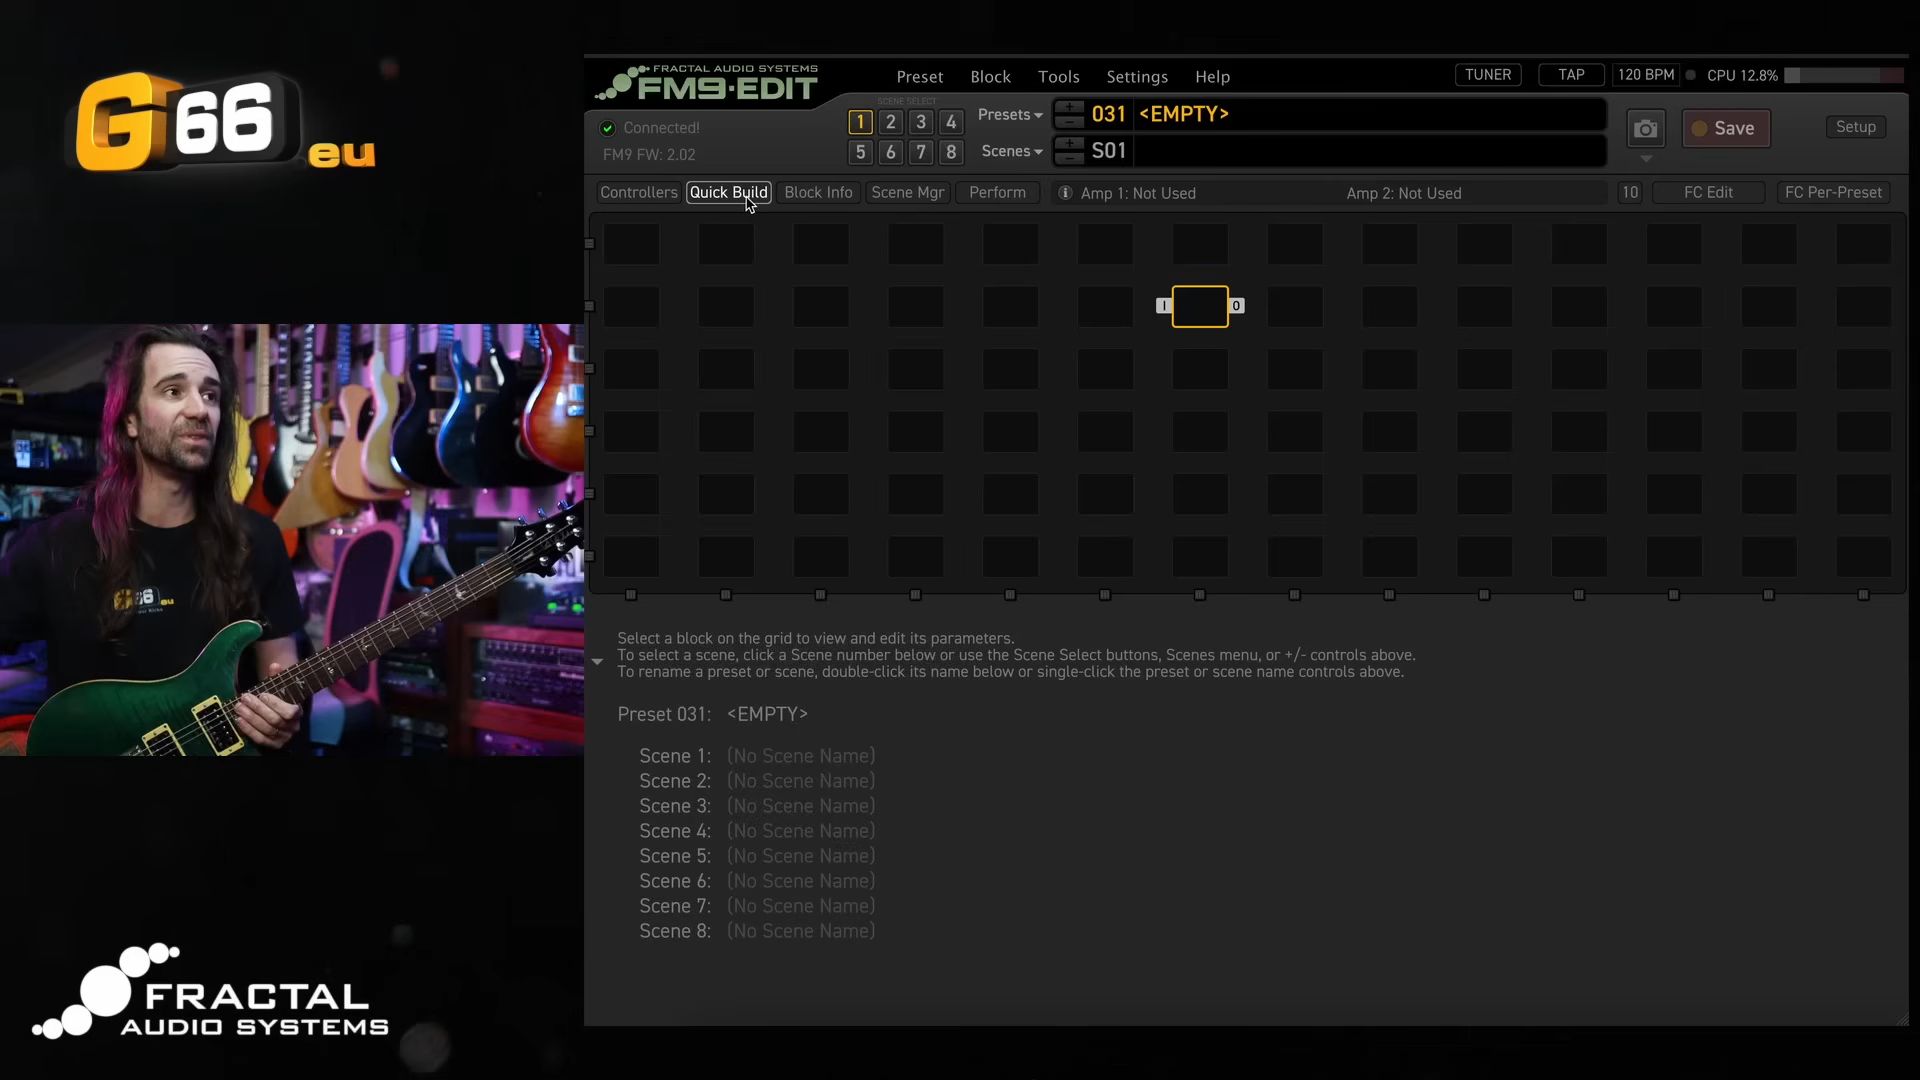 G66.eu
FRACTAL AUDIO SYSTEMS
FM9·EDIT
Preset
Block
Tools
Settings
Help
TUNER
TAP
120 BPM
CPU 12.8%
SCENE SELECT
Connected!
FM9 FW: 2.02
1 2 3 4
5 6 7 8
Presets
031 <EMPTY>
Scenes
S01
Save
Setup
Controllers
Quick Build
Block Info
Scene Mgr
Perform
Amp 1: Not Used
Amp 2: Not Used
10
FC Edit
FC Per-Preset
I
O
Select a block on the grid to view and edit its parameters.
To select a scene, click a Scene number below or use the Scene Select buttons, Scenes menu, or +/- controls above.
To rename a preset or scene, double-click its name below or single-click the preset or scene name controls above.
Preset 031: <EMPTY>
Scene 1: (No Scene Name)
Scene 2: (No Scene Name)
Scene 3: (No Scene Name)
Scene 4: (No Scene Name)
Scene 5: (No Scene Name)
Scene 6: (No Scene Name)
Scene 7: (No Scene Name)
Scene 8: (No Scene Name)
G66.eu
FRACTAL
AUDIO SYSTEMS